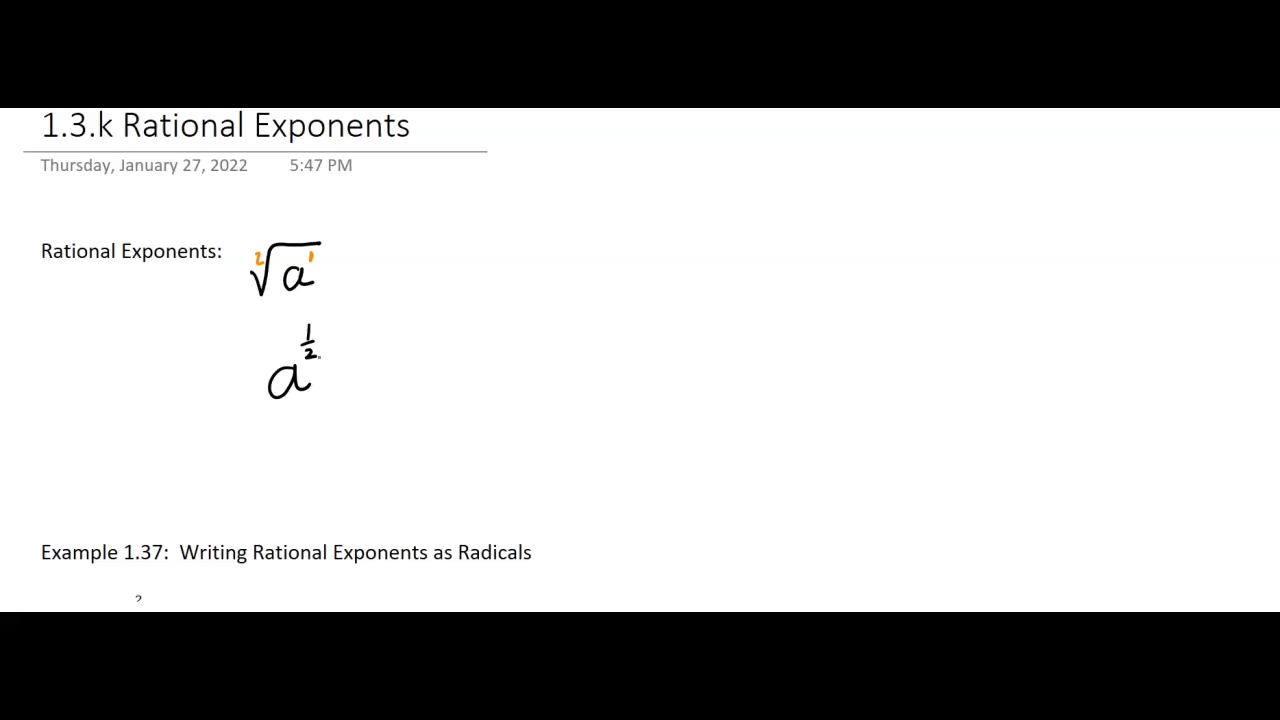 1.3.k Rational Exponents
Thursday, January 27, 2022 5:47 PM
Rational Exponents: ²√a¹
a^(1/2)
Example 1.37: Writing Rational Exponents as Radicals